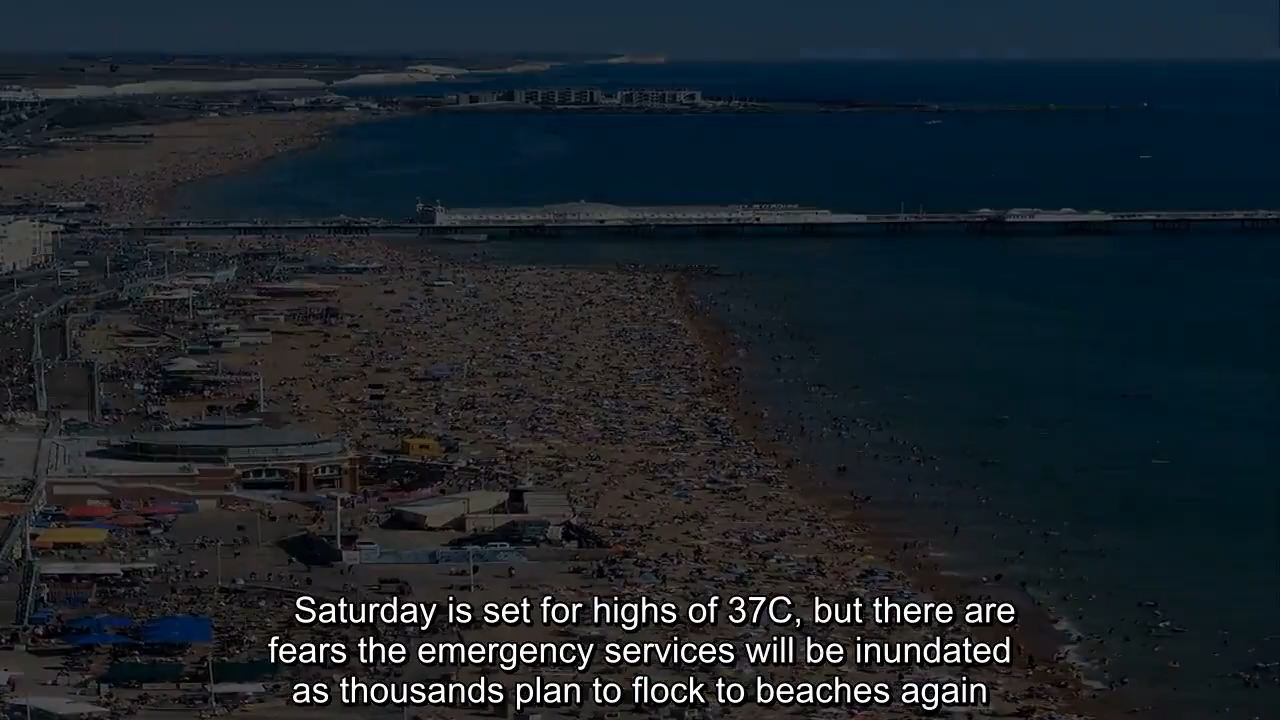 Saturday is set for highs of 37C, but there are
fears the emergency services will be inundated
as thousands plan to flock to beaches again